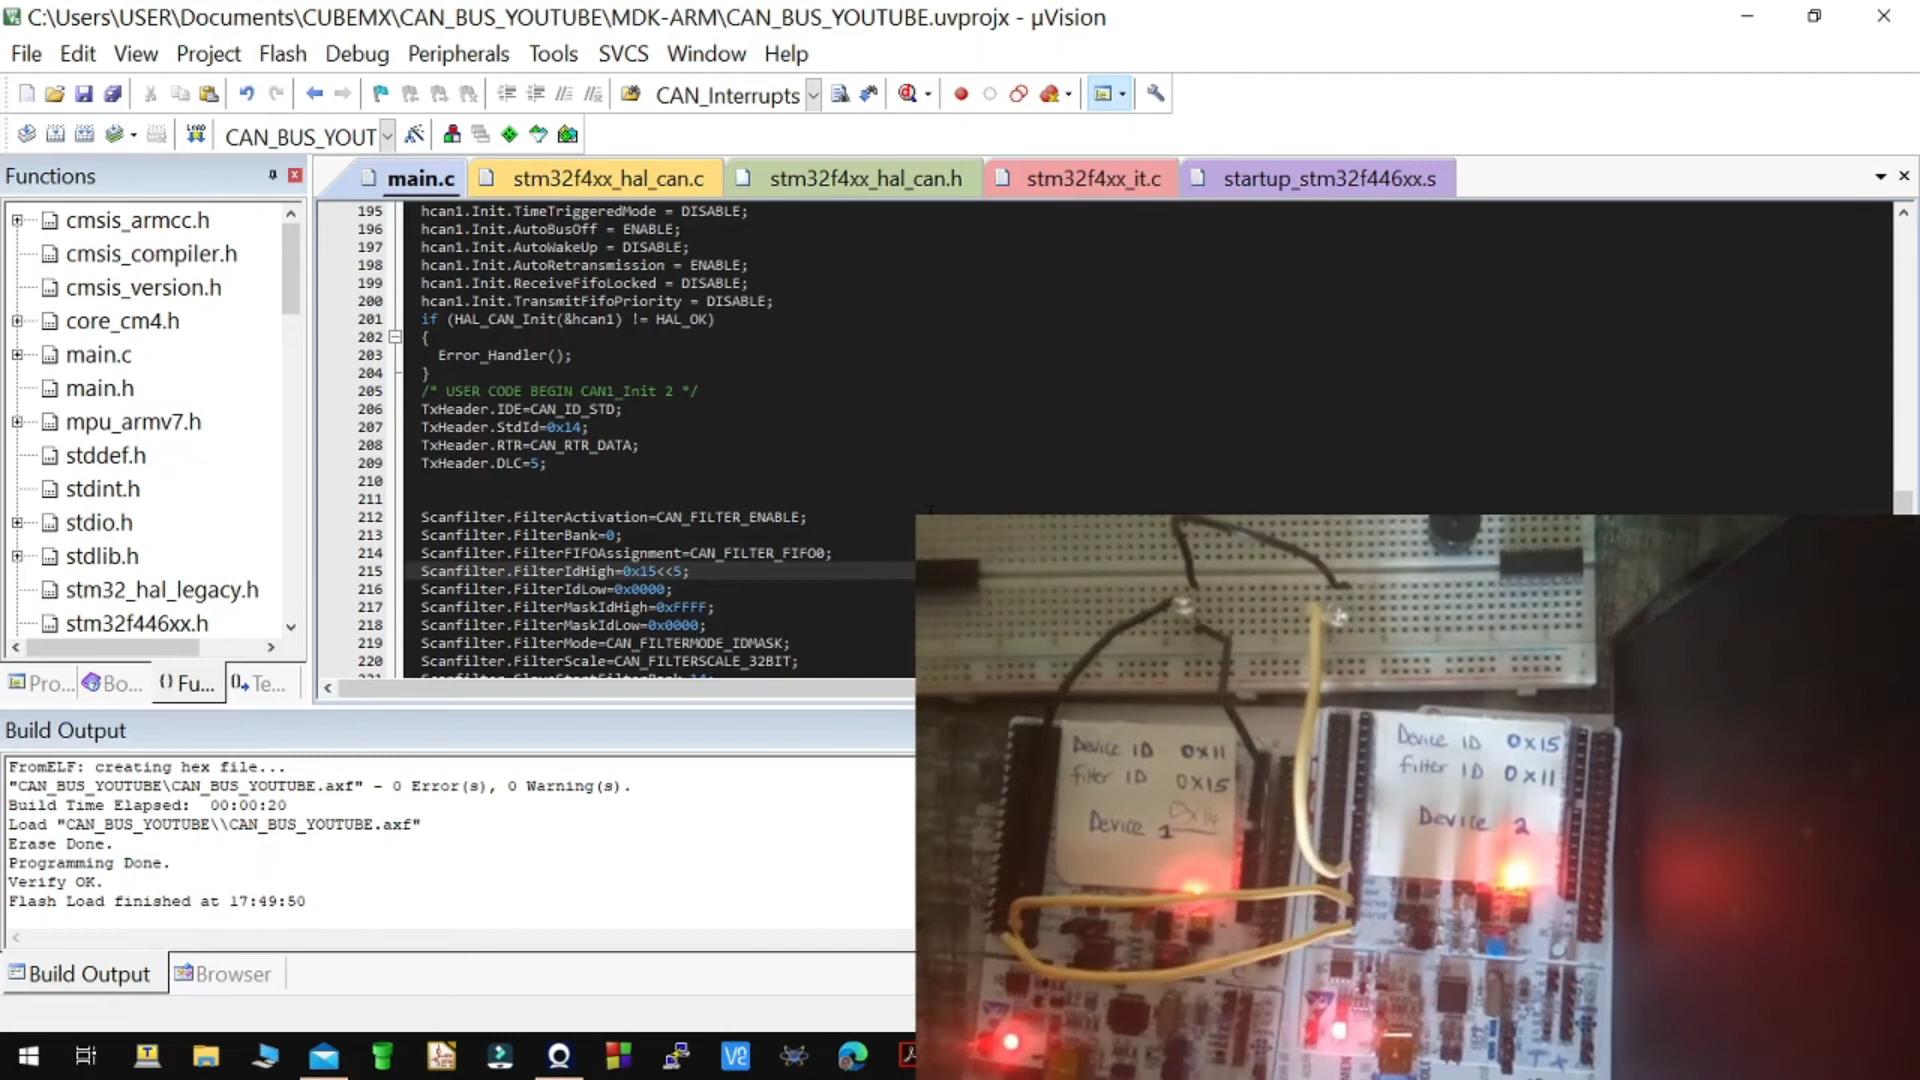 C:\Users\USER\Documents\CUBEMX\CAN_BUS_YOUTUBE\MDK-ARM\CAN_BUS_YOUTUBE.uvprojx - µVision
File Edit View Project Flash Debug Peripherals Tools SVCS Window Help
CAN_Interrupts
LOAD CAN_BUS_YOUT
Functions
main.c stm32f4xx_hal_can.c stm32f4xx_hal_can.h stm32f4xx_it.c startup_stm32f446xx.s
cmsis_armcc.h
cmsis_compiler.h
cmsis_version.h
core_cm4.h
main.c
main.h
mpu_armv7.h
stddef.h
stdint.h
stdio.h
stdlib.h
stm32_hal_legacy.h
stm32f446xx.h
Pro... Bo... {} Fu... Te...
195 hcan1.Init.TimeTriggeredMode = DISABLE;
196 hcan1.Init.AutoBusOff = ENABLE;
197 hcan1.Init.AutoWakeUp = DISABLE;
198 hcan1.Init.AutoRetransmission = ENABLE;
199 hcan1.Init.ReceiveFifoLocked = DISABLE;
200 hcan1.Init.TransmitFifoPriority = DISABLE;
201 if (HAL_CAN_Init(&hcan1) != HAL_OK)
202 {
203 Error_Handler();
204 }
205 /* USER CODE BEGIN CAN1_Init 2 */
206 TxHeader.IDE=CAN_ID_STD;
207 TxHeader.StdId=0x14;
208 TxHeader.RTR=CAN_RTR_DATA;
209 TxHeader.DLC=5;
210
211
212 Scanfilter.FilterActivation=CAN_FILTER_ENABLE;
213 Scanfilter.FilterBank=0;
214 Scanfilter.FilterFIFOAssignment=CAN_FILTER_FIFO0;
215 Scanfilter.FilterIdHigh=0x15<<5;
216 Scanfilter.FilterIdLow=0x0000;
217 Scanfilter.FilterMaskIdHigh=0xFFFF;
218 Scanfilter.FilterMaskIdLow=0x0000;
219 Scanfilter.FilterMode=CAN_FILTERMODE_IDMASK;
220 Scanfilter.FilterScale=CAN_FILTERSCALE_32BIT;
Build Output
FromELF: creating hex file...
"CAN_BUS_YOUTUBE\CAN_BUS_YOUTUBE.axf" - 0 Error(s), 0 Warning(s).
Build Time Elapsed: 00:00:20
Load "CAN_BUS_YOUTUBE\\CAN_BUS_YOUTUBE.axf"
Erase Done.
Programming Done.
Verify OK.
Flash Load finished at 17:49:50
Build Output Browser
Device ID 0x11
filter ID 0x15
0x14
Device 1
Device ID 0x15
filter ID 0x11
Device 2
TX